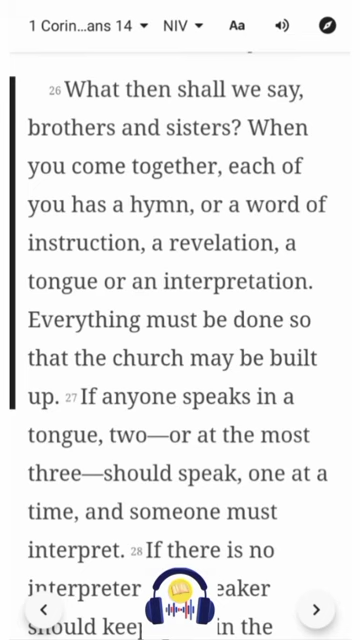 1 Corin...ans 14 NIV Aa
26 What then shall we say,
brothers and sisters? When
you come together, each of
you has a hymn, or a word of
instruction, a revelation, a
tongue or an interpretation.
Everything must be done so
that the church may be built
up. 27 If anyone speaks in a
tongue, two—or at the most
three—should speak, one at a
time, and someone must
interpret. 28 If there is no
interpreter eaker
should in the